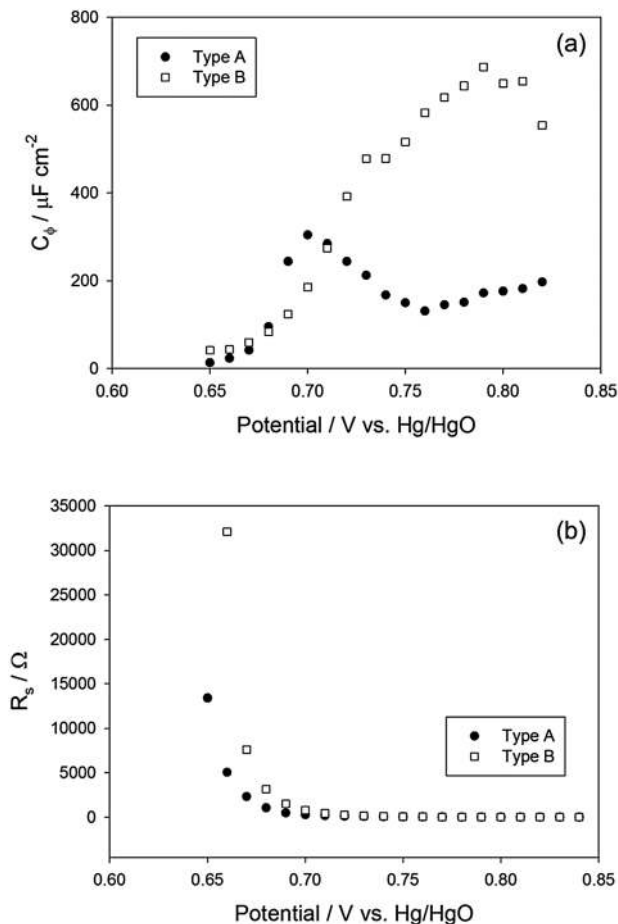 800
600
400
200
0
C_ϕ / μF cm⁻²
Type A
Type B
(a)
0.60 0.65 0.70 0.75 0.80 0.85
Potential / V vs. Hg/HgO
35000
30000
25000
20000
15000
10000
5000
0
R_s / Ω
(b)
Type A
Type B
0.60 0.65 0.70 0.75 0.80 0.85
Potential / V vs. Hg/HgO